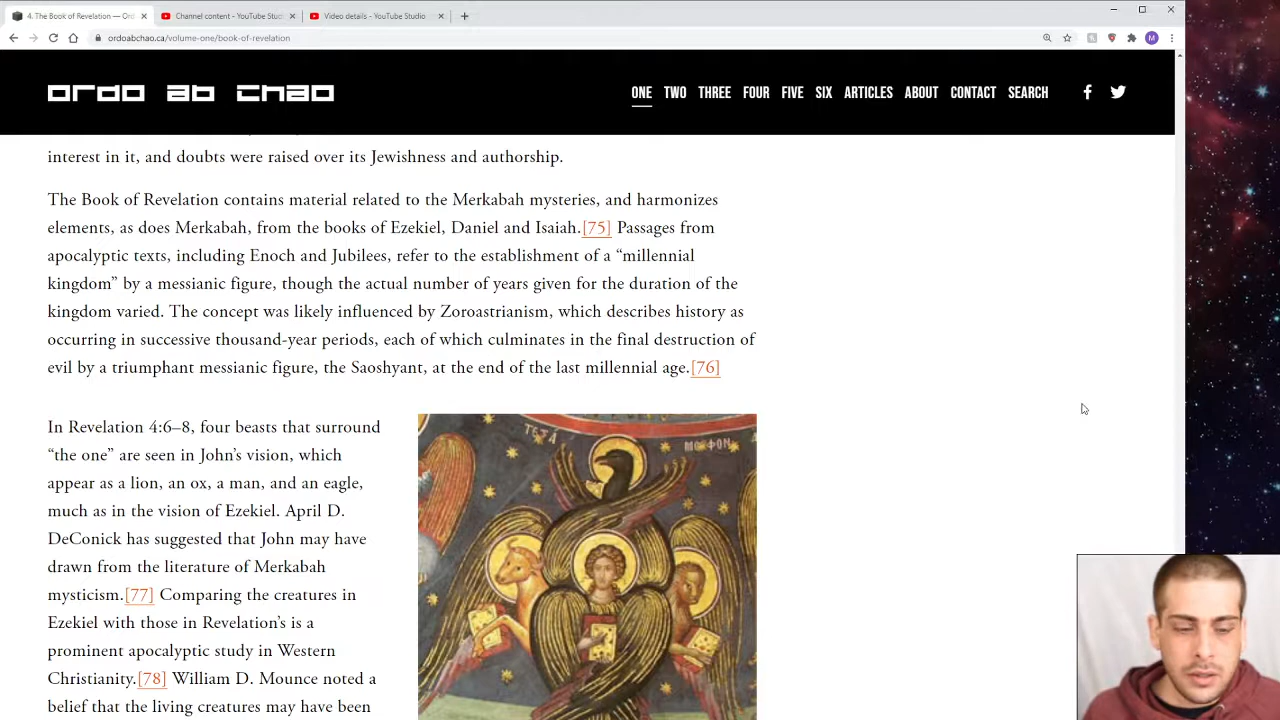 4. The Book of Revelation — Ord
Channel content - YouTube Studi
Video details - YouTube Studio
ordoabchao.ca/volume-one/book-of-revelation
M
ordo ab chao
ONE TWO THREE FOUR FIVE SIX ARTICLES ABOUT CONTACT SEARCH
interest in it, and doubts were raised over its Jewishness and authorship.
The Book of Revelation contains material related to the Merkabah mysteries, and harmonizes
elements, as does Merkabah, from the books of Ezekiel, Daniel and Isaiah.[75] Passages from
apocalyptic texts, including Enoch and Jubilees, refer to the establishment of a “millennial
kingdom” by a messianic figure, though the actual number of years given for the duration of the
kingdom varied. The concept was likely influenced by Zoroastrianism, which describes history as
occurring in successive thousand-year periods, each of which culminates in the final destruction of
evil by a triumphant messianic figure, the Saoshyant, at the end of the last millennial age.[76]
In Revelation 4:6–8, four beasts that surround
“the one” are seen in John’s vision, which
appear as a lion, an ox, a man, and an eagle,
much as in the vision of Ezekiel. April D.
DeConick has suggested that John may have
drawn from the literature of Merkabah
mysticism.[77] Comparing the creatures in
Ezekiel with those in Revelation’s is a
prominent apocalyptic study in Western
Christianity.[78] William D. Mounce noted a
belief that the living creatures may have been
ΤΕΤΡΑ ΜΟΡΦΟΝ